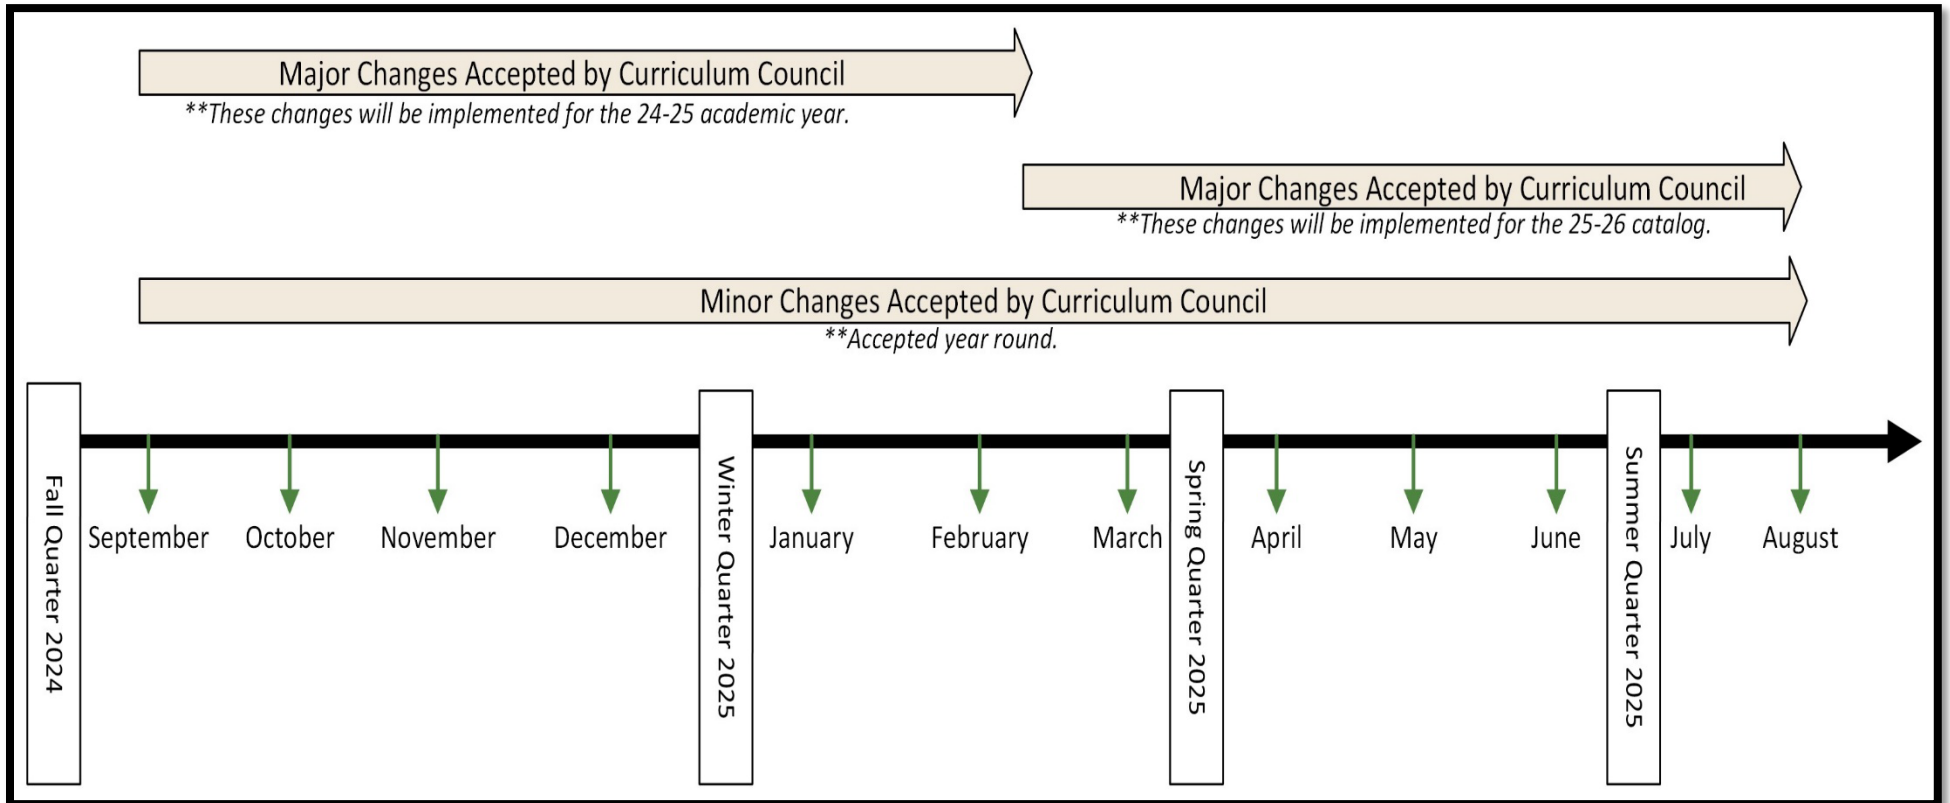 Major Changes Accepted by Curriculum Council
**These changes will be implemented for the 24-25 academic year.
Major Changes Accepted by Curriculum Council
**These changes will be implemented for the 25-26 catalog.
Minor Changes Accepted by Curriculum Council
**Accepted year round.
Fall Quarter 2024
September
October
November
December
Winter Quarter 2025
January
February
March
Spring Quarter 2025
April
May
June
Summer Quarter 2025
July
August